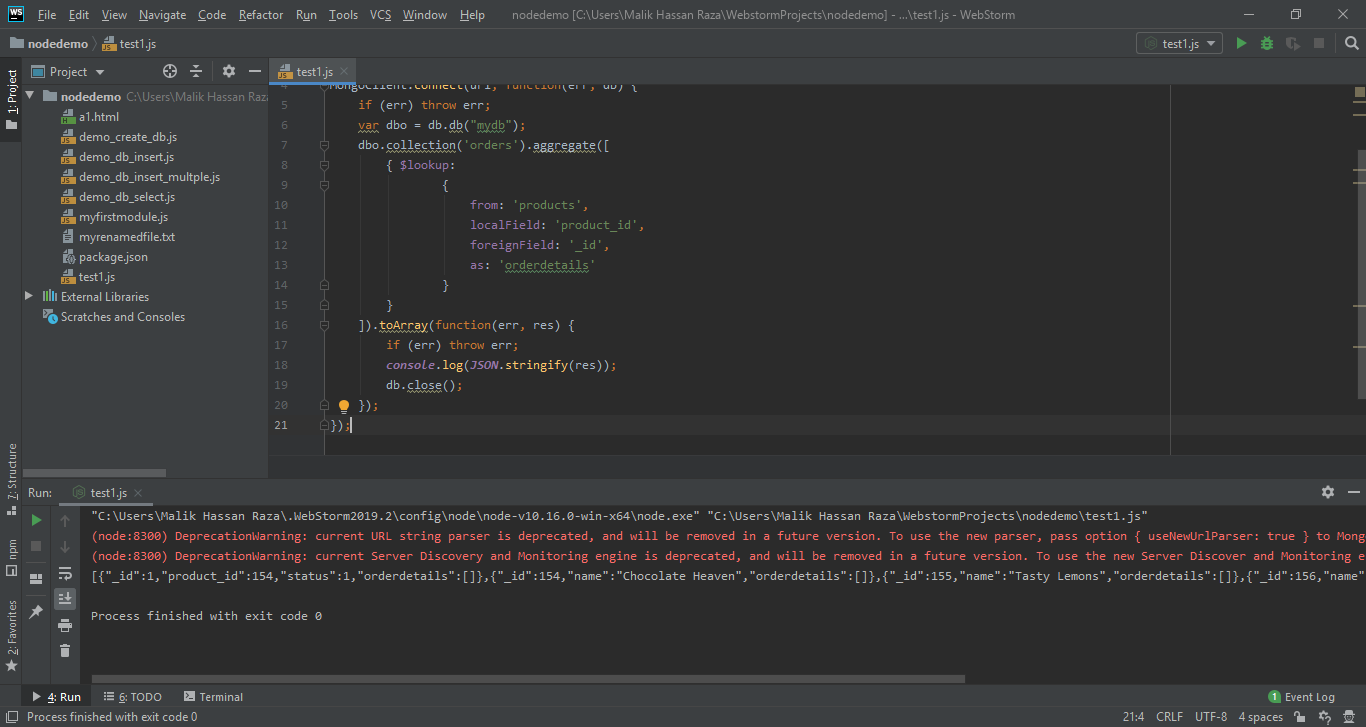 WS File Edit View Navigate Code Refactor Run Tools VCS Window Help nodedemo [C:\Users\Malik Hassan Raza\WebstormProjects\nodedemo] - ...\test1.js - WebStorm
nodedemo test1.js test1.js
1: Project
Project
test1.js
nodedemo C:\Users\Malik Hassan Raza
a1.html
demo_create_db.js
demo_db_insert.js
demo_db_insert_multple.js
demo_db_select.js
myfirstmodule.js
myrenamedfile.txt
package.json
test1.js
External Libraries
Scratches and Consoles
4 MongoClient.connect(url, function(err, db) {
5 if (err) throw err;
6 var dbo = db.db("mydb");
7 dbo.collection('orders').aggregate([
8 { $lookup:
9 {
10 from: 'products',
11 localField: 'product_id',
12 foreignField: '_id',
13 as: 'orderdetails'
14 }
15 }
16 ]).toArray(function(err, res) {
17 if (err) throw err;
18 console.log(JSON.stringify(res));
19 db.close();
20 });
21 });
7: Structure
npm
2: Favorites
Run: test1.js
"C:\Users\Malik Hassan Raza\.WebStorm2019.2\config\node\node-v10.16.0-win-x64\node.exe" "C:\Users\Malik Hassan Raza\WebstormProjects\nodedemo\test1.js"
(node:8300) DeprecationWarning: current URL string parser is deprecated, and will be removed in a future version. To use the new parser, pass option { useNewUrlParser: true } to Mong
(node:8300) DeprecationWarning: current Server Discovery and Monitoring engine is deprecated, and will be removed in a future version. To use the new Server Discover and Monitoring e
[{"_id":1,"product_id":154,"status":1,"orderdetails":[]},{"_id":154,"name":"Chocolate Heaven","orderdetails":[]},{"_id":155,"name":"Tasty Lemons","orderdetails":[]},{"_id":156,"name"
Process finished with exit code 0
4: Run 6: TODO Terminal 1 Event Log
Process finished with exit code 0 21:4 CRLF UTF-8 4 spaces